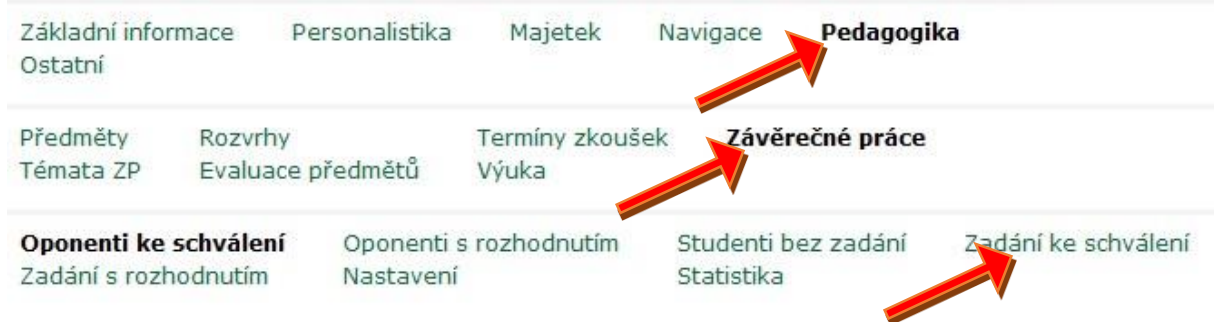 Základní informace Personalistika Majetek Navigace Pedagogika
Ostatní
Předměty Rozvrhy Termíny zkoušek Závěrečné práce
Témata ZP Evaluace předmětů Výuka
Oponenti ke schválení Oponenti s rozhodnutím Studenti bez zadání Zadání ke schválení
Zadání s rozhodnutím Nastavení Statistika